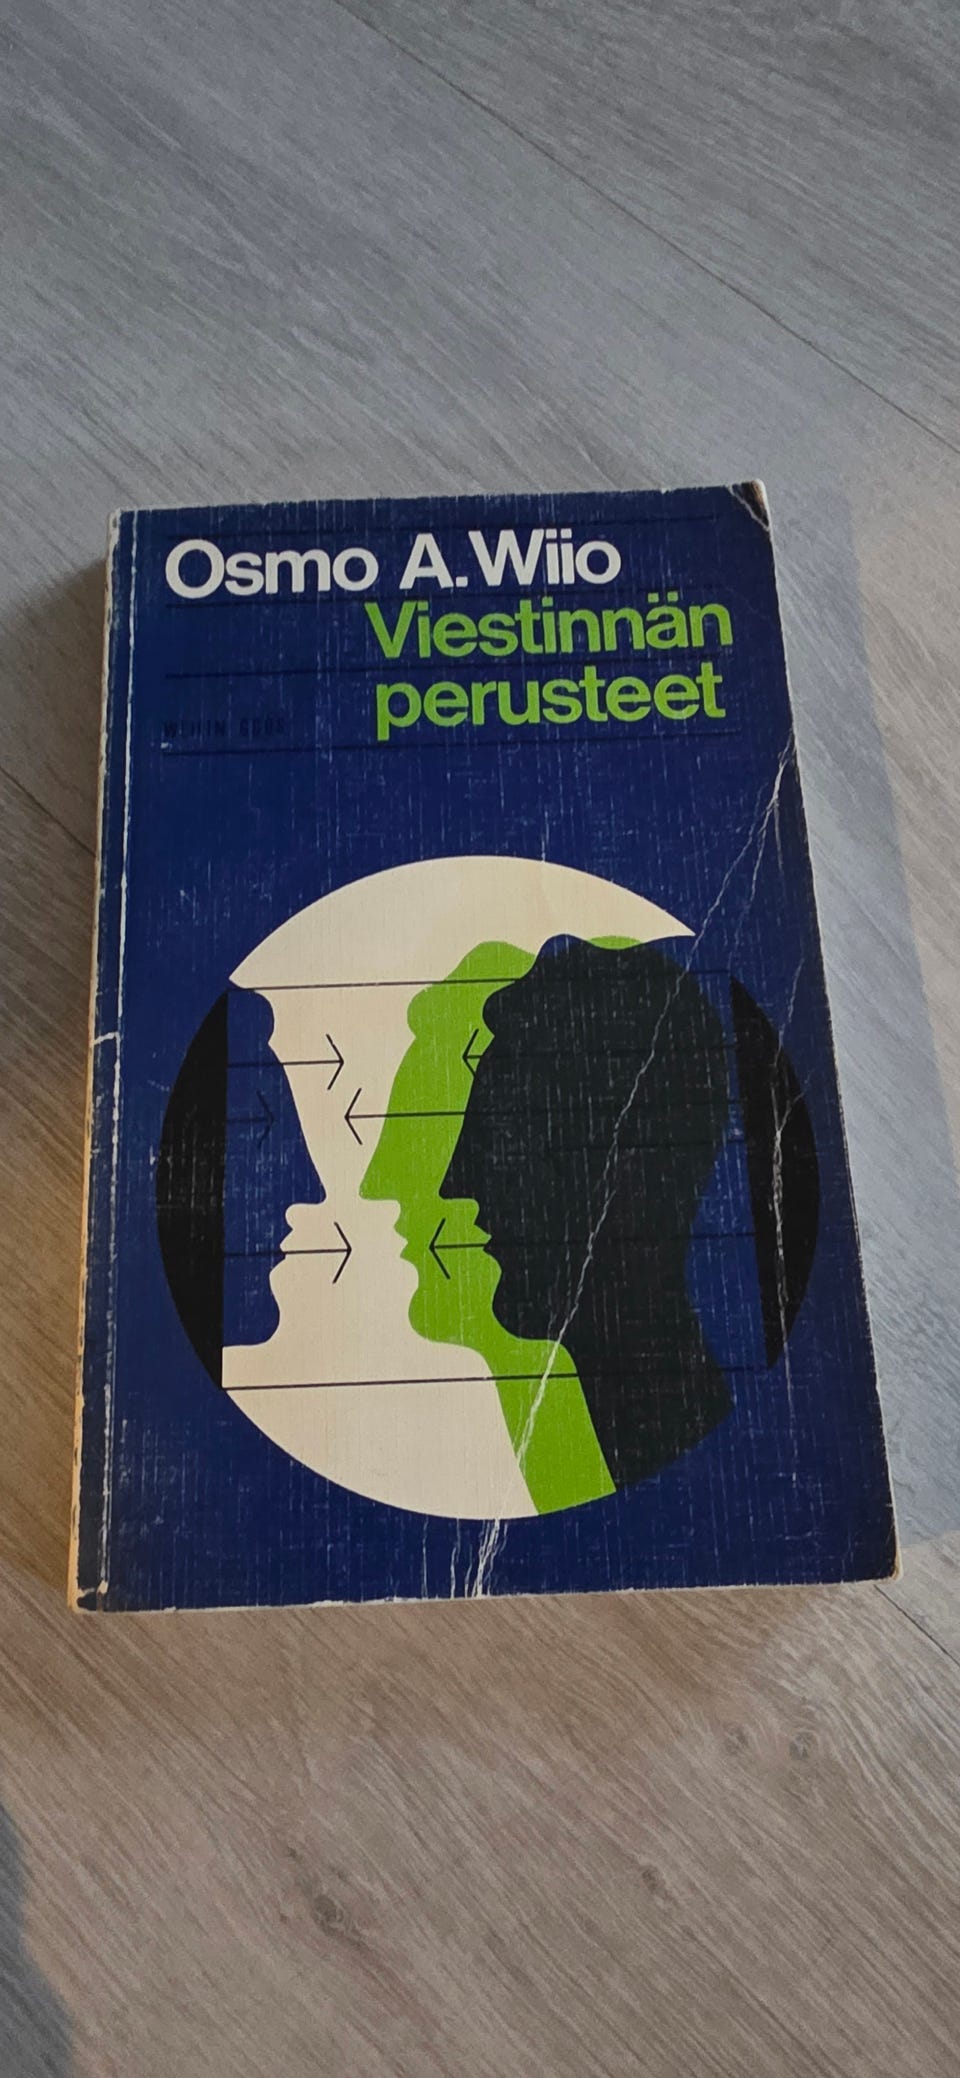 Osmo A. Wiio
Viestinnän
perusteet
WEILIN GÖÖS